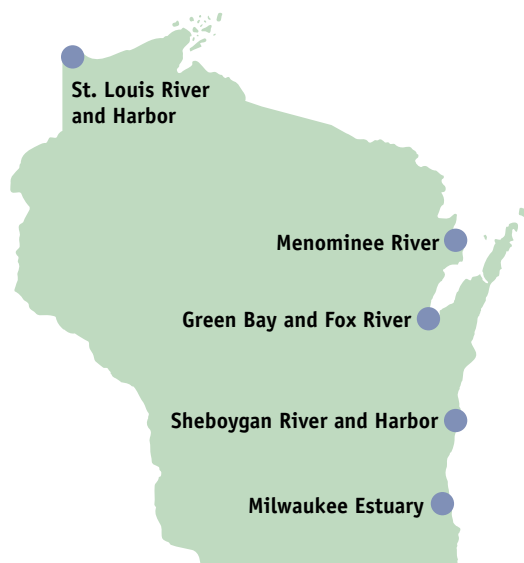 St. Louis River
and Harbor
Menominee River
Green Bay and Fox River
Sheboygan River and Harbor
Milwaukee Estuary